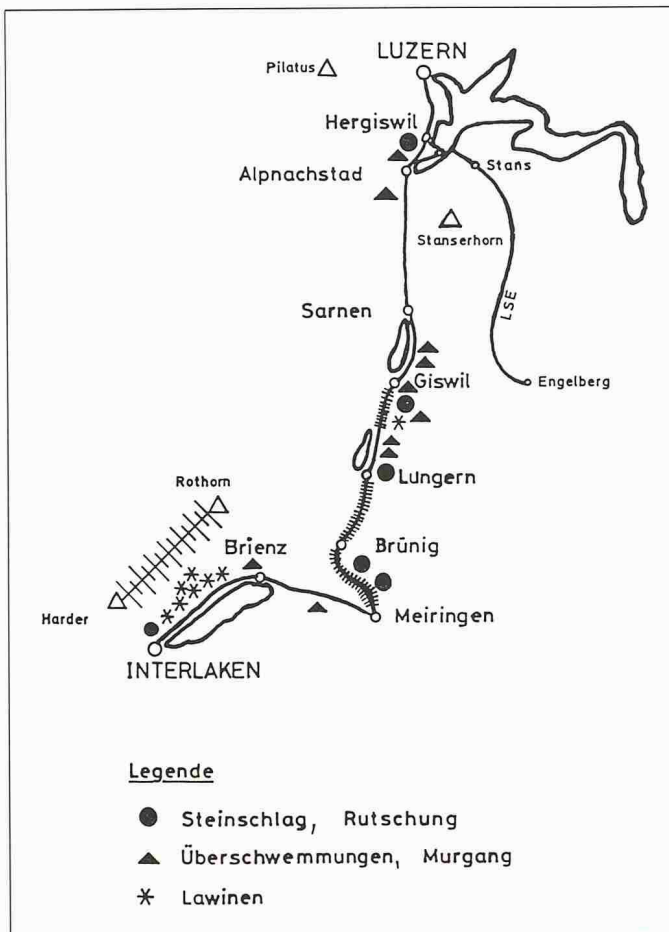 LUZERN
Pilatus
Hergiswil
Stans
Alpnachstad
Stanserhorn
Sarnen
LSE
Giswil
Engelberg
Lungern
Rothorn
Brienz
Brünig
Harder
Meiringen
INTERLAKEN
Legende
Steinschlag, Rutschung
Überschwemmungen, Murgang
Lawinen